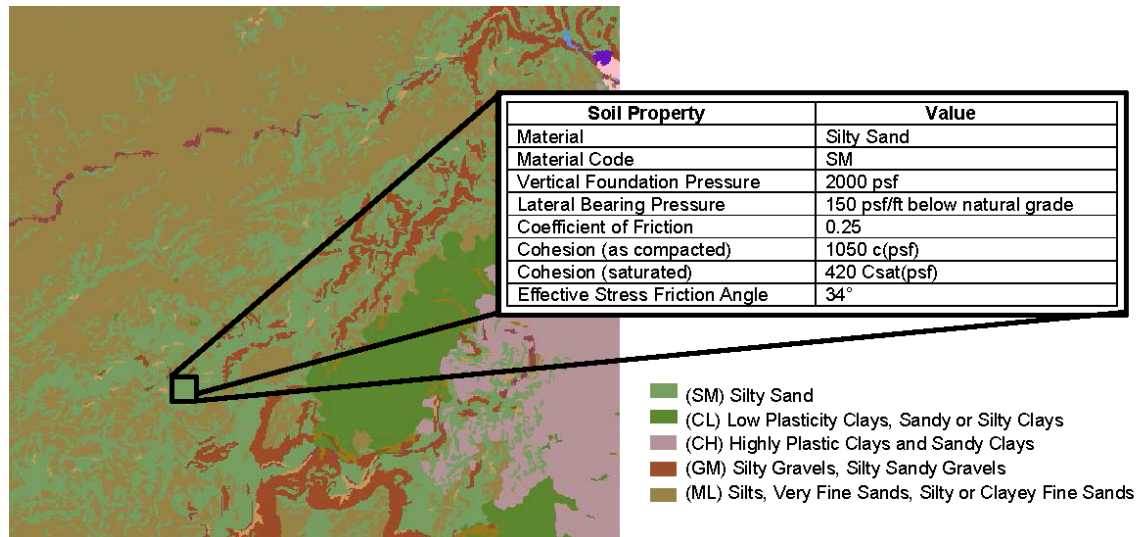 Soil Property Value
Material Silty Sand
Material Code SM
Vertical Foundation Pressure 2000 psf
Lateral Bearing Pressure 150 psf/ft below natural grade
Coefficient of Friction 0.25
Cohesion (as compacted) 1050 c(psf)
Cohesion (saturated) 420 Csat(psf)
Effective Stress Friction Angle 34°
(SM) Silty Sand
(CL) Low Plasticity Clays, Sandy or Silty Clays
(CH) Highly Plastic Clays and Sandy Clays
(GM) Silty Gravels, Silty Sandy Gravels
(ML) Silts, Very Fine Sands, Silty or Clayey Fine Sands